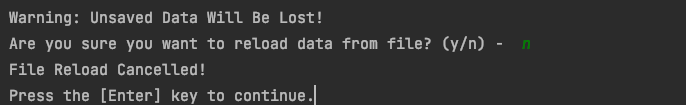 Warning: Unsaved Data Will Be Lost!
Are you sure you want to reload data from file? (y/n) -  n
File Reload Cancelled!
Press the [Enter] key to continue.